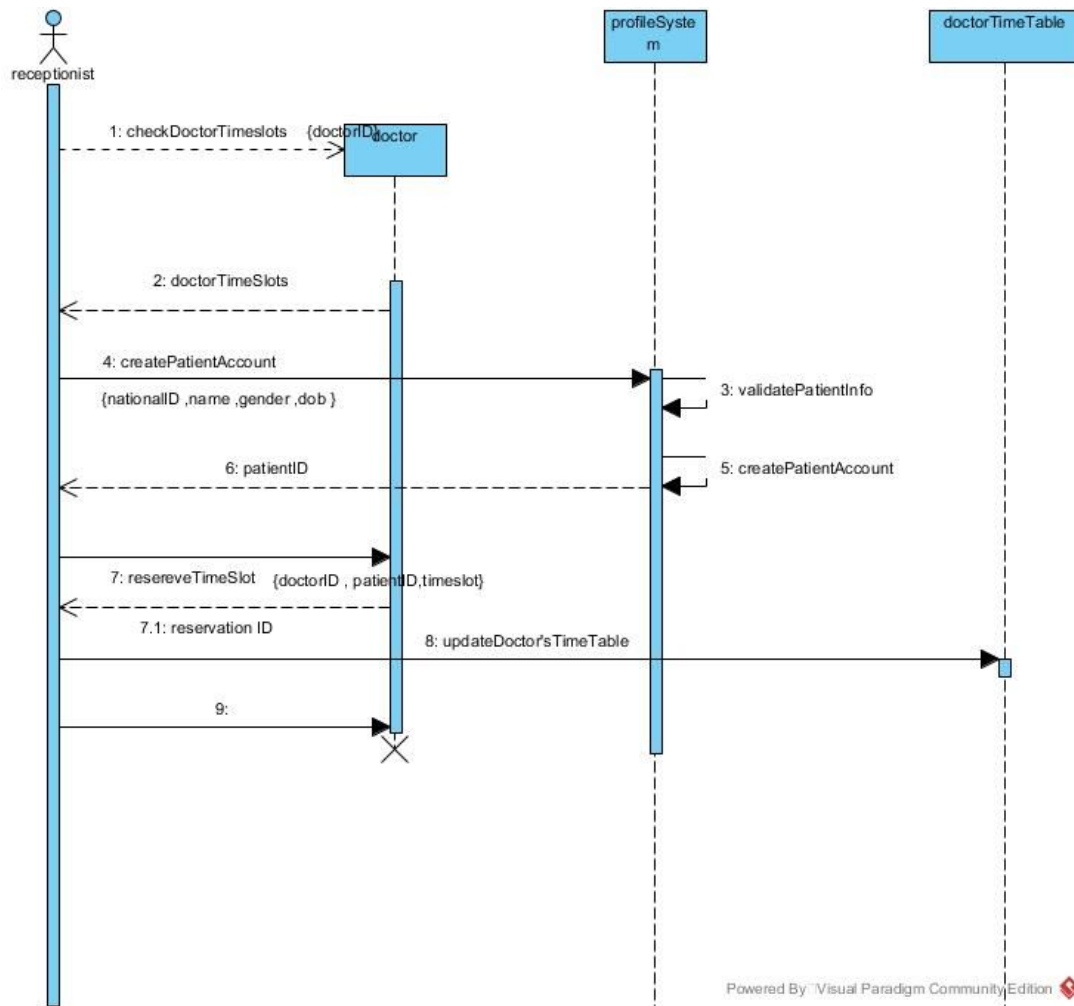 profileSyste
m
doctorTimeTable
receptionist
1: checkDoctorTimeslots {doctorID}
doctor
2: doctorTimeSlots
4: createPatientAccount
{nationalID ,name ,gender ,dob }
3: validatePatientInfo
6: patientID
5: createPatientAccount
7: resereveTimeSlot {doctorID , patientID,timeslot}
7.1: reservation ID
8: updateDoctor'sTimeTable
9:
Powered By Visual Paradigm Community Edition